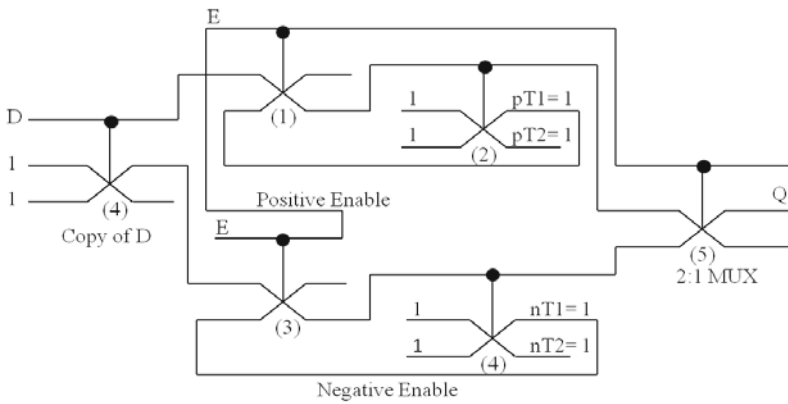 E
D
1
1
(4)
Copy of D
(1)
1
pT1= 1
1
pT2= 1
(2)
Positive Enable
E
(3)
1
nT1= 1
1
nT2= 1
(4)
Negative Enable
Q
(5)
2:1 MUX